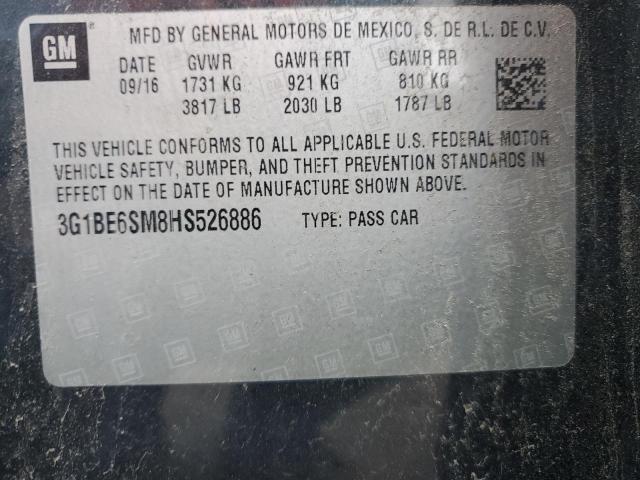 GM
MFD BY GENERAL MOTORS DE MEXICO, S. DE R.L. DE C.V.
DATE GVWR GAWR FRT GAWR RR
09/16 1731 KG 921 KG 810 KG
3817 LB 2030 LB 1787 LB
THIS VEHICLE CONFORMS TO ALL APPLICABLE U.S. FEDERAL MOTOR
VEHICLE SAFETY, BUMPER, AND THEFT PREVENTION STANDARDS IN
EFFECT ON THE DATE OF MANUFACTURE SHOWN ABOVE.
3G1BE6SM8HS526886 TYPE: PASS CAR